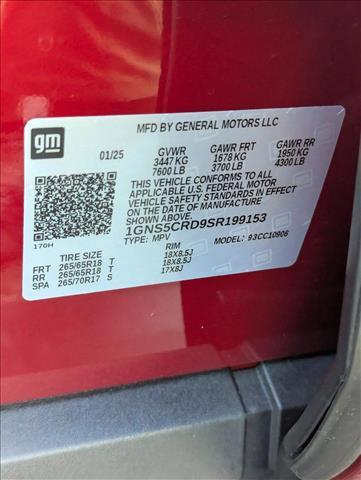 gm
MFD BY GENERAL MOTORS LLC
01/25 GVWR GAWR FRT GAWR RR
3447 KG 1678 KG 1950 KG
7600 LB 3700 LB 4300 LB
THIS VEHICLE CONFORMS TO ALL
APPLICABLE U.S. FEDERAL MOTOR
VEHICLE SAFETY STANDARDS IN EFFECT
ON THE DATE OF MANUFACTURE
SHOWN ABOVE.
1GNS5CRD9SR199153
170H TYPE: MPV MODEL: 93CC10906
TIRE SIZE RIM
FRT 265/65R18 T 18X8.5J
RR 265/65R18 T 18X8.5J
SPA 265/70R17 S 17X8J